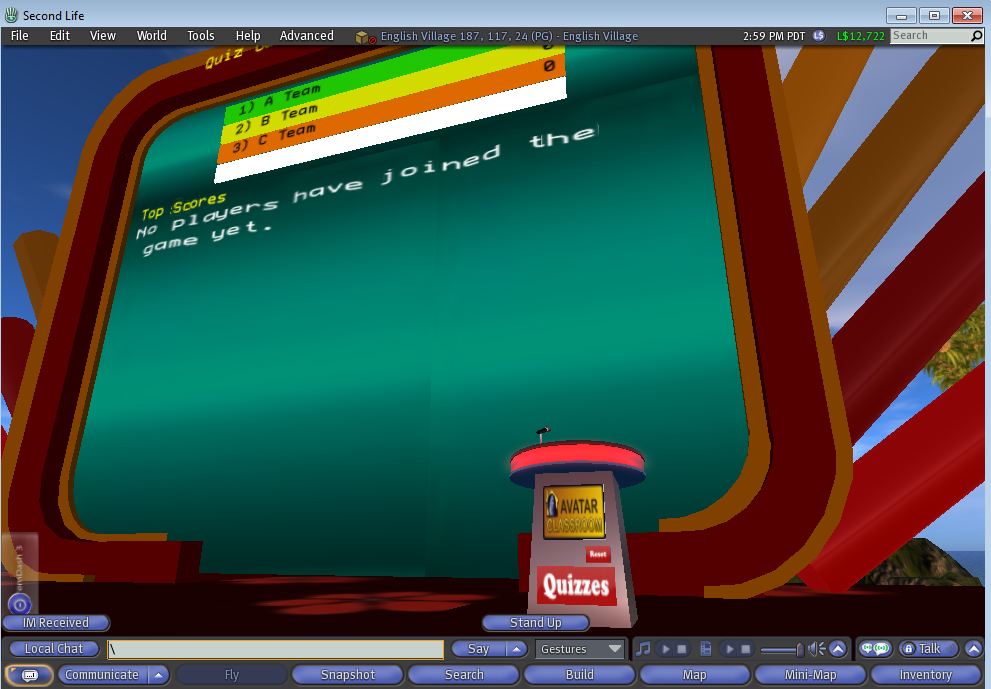 Second Life
File Edit View World Tools Help Advanced English Village 187, 117, 24 (PG) - English Village 2:59 PM PDT L$ L$12,722 Search
1) A Team
2) B Team 0
3) C Team 0
Top Scores
No Players have joined the
game yet.
AVATAR
CLASSROOM
Reset
Quizzes
IM Received Stand Up
Local Chat \ Say Gestures Talk
Communicate Fly Snapshot Search Build Map Mini-Map Inventory